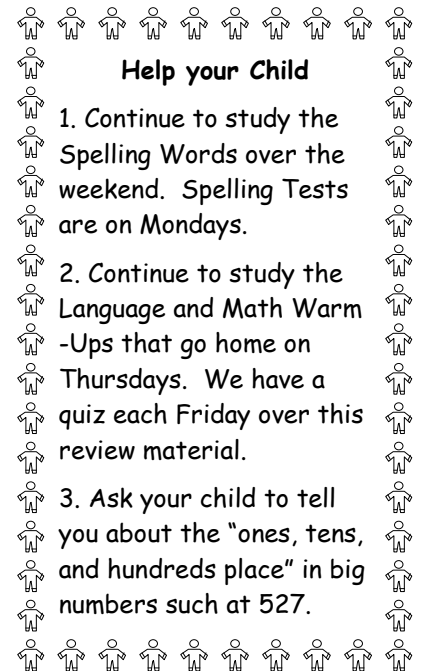 Help your Child
1. Continue to study the
Spelling Words over the
weekend.  Spelling Tests
are on Mondays.
2. Continue to study the
Language and Math Warm
-Ups that go home on
Thursdays.  We have a
quiz each Friday over this
review material.
3. Ask your child to tell
you about the “ones, tens,
and hundreds place” in big
numbers such at 527.